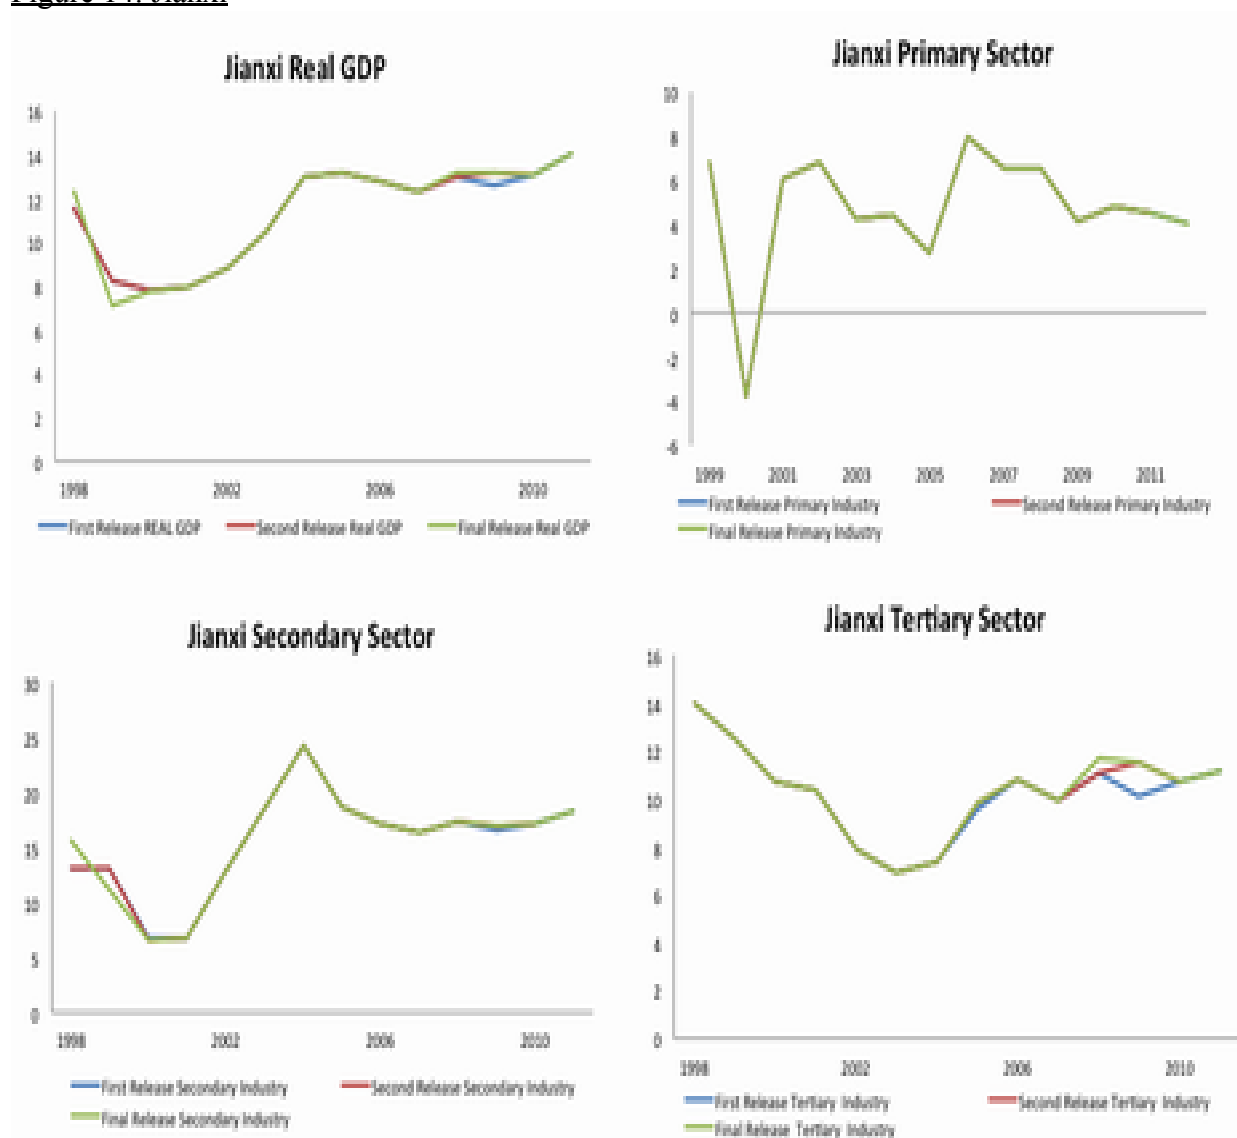 Jianxi Real GDP
16
14
12
10
8
6
4
2
0
1998 2002 2006 2010
First Release REAL GDP Second Release Real GDP Final Release Real GDP
Jianxi Primary Sector
10
8
6
4
2
0
-2
-4
-6
1999 2001 2003 2005 2007 2009 2011
First Release Primary Industry Second Release Primary Industry
Final Release Primary Industry
Jianxi Secondary Sector
30
25
20
15
10
5
0
1998 2002 2006 2010
First Release Secondary Industry Second Release Secondary Industry
Final Release Secondary Industry
Jianxi Tertiary Sector
16
14
12
10
8
6
4
2
0
1998 2002 2006 2010
First Release Tertiary Industry Second Release Tertiary Industry
Final Release Tertiary Industry